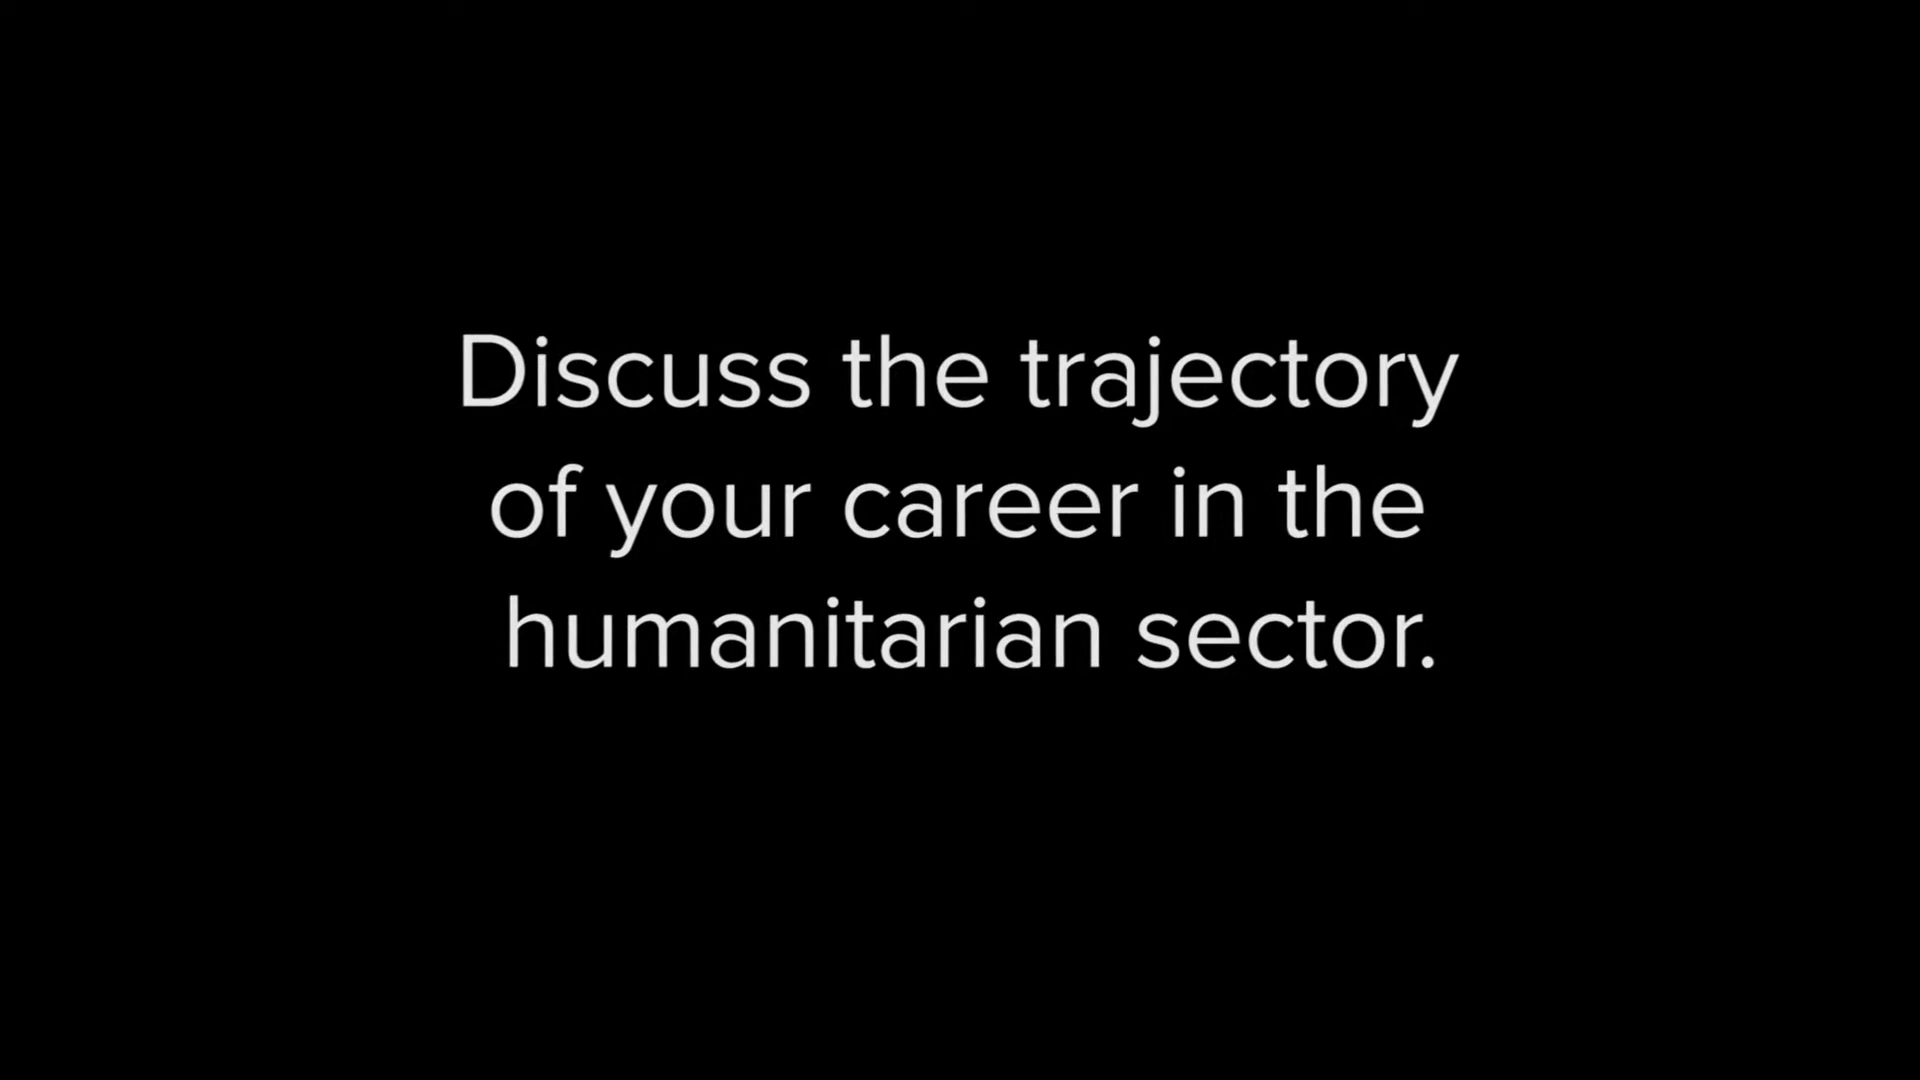 Discuss the trajectory
of your career in the
humanitarian sector.